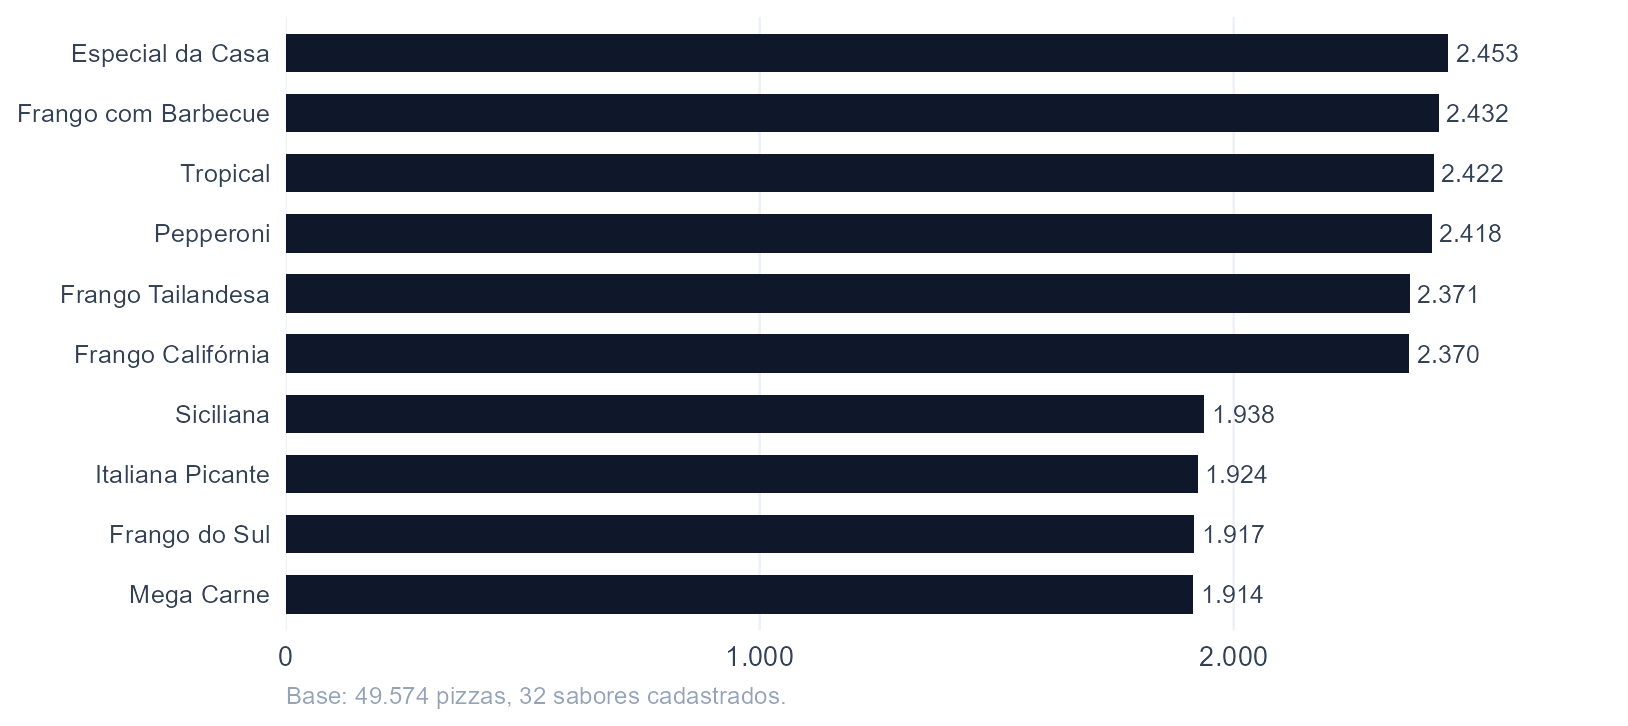 Especial da Casa 2.453
Frango com Barbecue 2.432
Tropical 2.422
Pepperoni 2.418
Frango Tailandesa 2.371
Frango Califórnia 2.370
Siciliana 1.938
Italiana Picante 1.924
Frango do Sul 1.917
Mega Carne 1.914
0 1.000 2.000
Base: 49.574 pizzas, 32 sabores cadastrados.